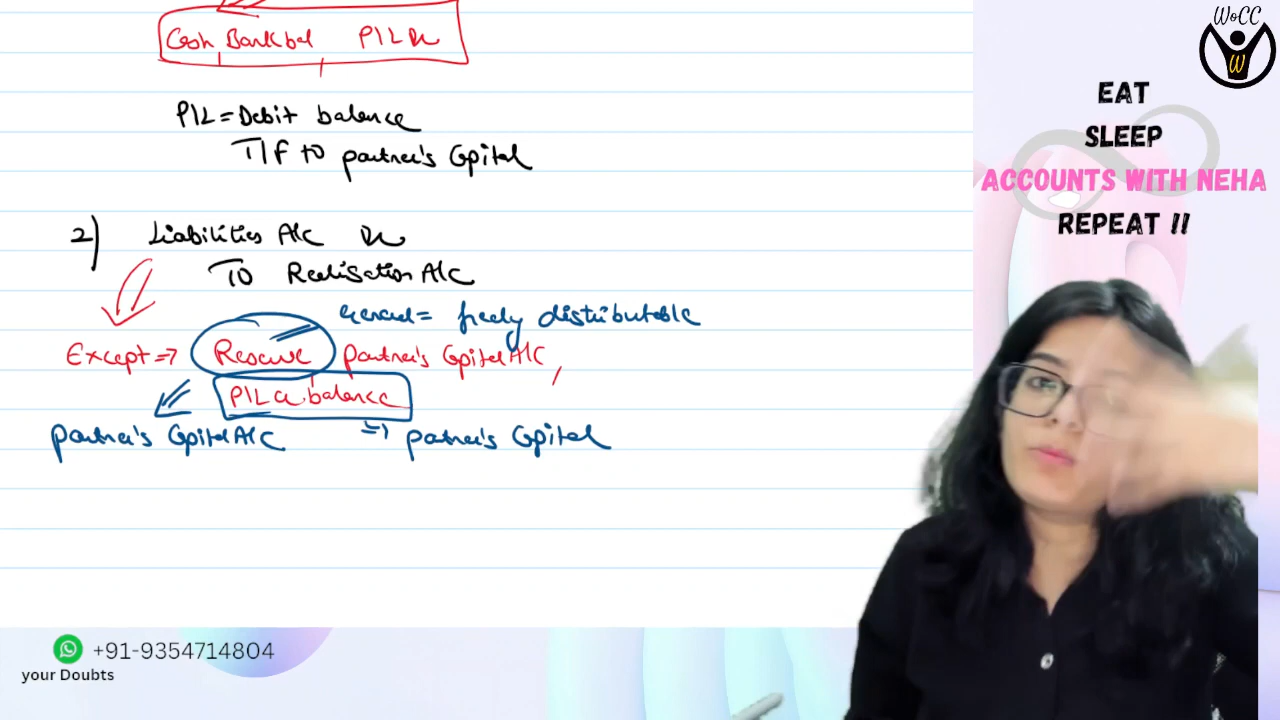 Cash Bank bal P/L Dr
P/L = Debit balance
T/f to partner's Capital
2) Liabilities A/c Dr
To Realisation A/c
General = freely distributable
Except => Reserve partner's Capital A/c,
P/L Cr. balance
partner's Capital A/c => partner's Capital
WoCC
W
EAT
SLEEP
ACCOUNTS WITH NEHA
REPEAT !!
+91-9354714804
your Doubts